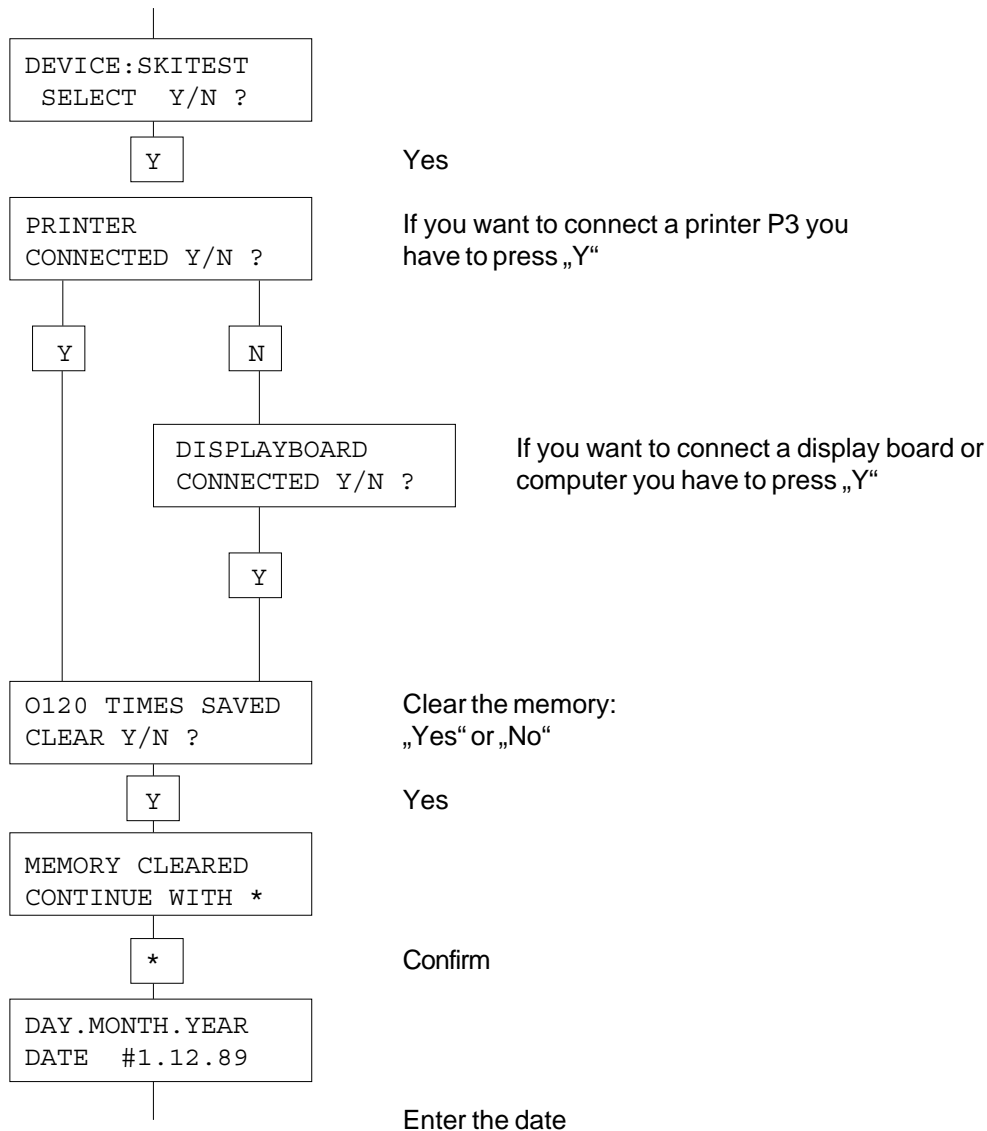 DEVICE:SKITEST
SELECT Y/N ?
Y
Yes
PRINTER
CONNECTED Y/N ?
If you want to connect a printer P3 you
have to press „Y“
Y
N
DISPLAYBOARD
CONNECTED Y/N ?
If you want to connect a display board or
computer you have to press „Y“
Y
O120 TIMES SAVED
CLEAR Y/N ?
Clear the memory:
„Yes“ or „No“
Y
Yes
MEMORY CLEARED
CONTINUE WITH *
*
Confirm
DAY.MONTH.YEAR
DATE #1.12.89
Enter the date